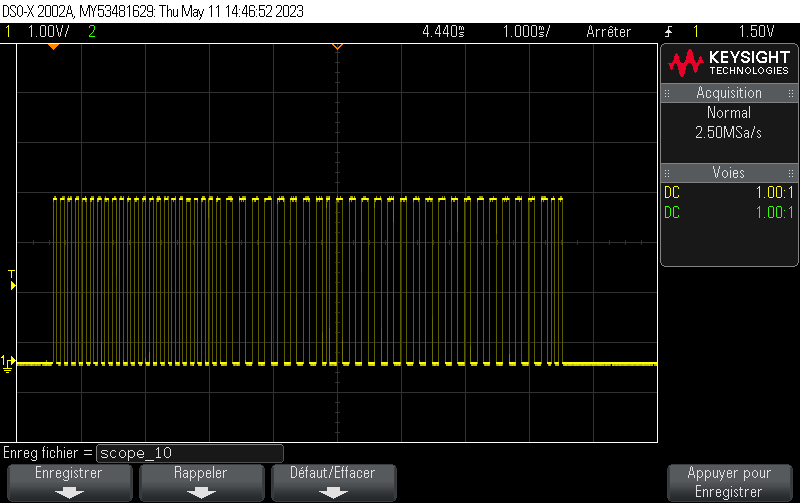 DSO-X 2002A, MY53481629: Thu May 11 14:46:52 2023
1 1.00V/ 2 4.440ms 1.000ms/ Arrêter 1 1.50V
KEYSIGHT
TECHNOLOGIES
Acquisition
Normal
2.50MSa/s
Voies
DC 1.00:1
DC 1.00:1
T
1
Enreg fichier = scope_10
Enregistrer Rappeler Défaut/Effacer Appuyer pour
Enregistrer